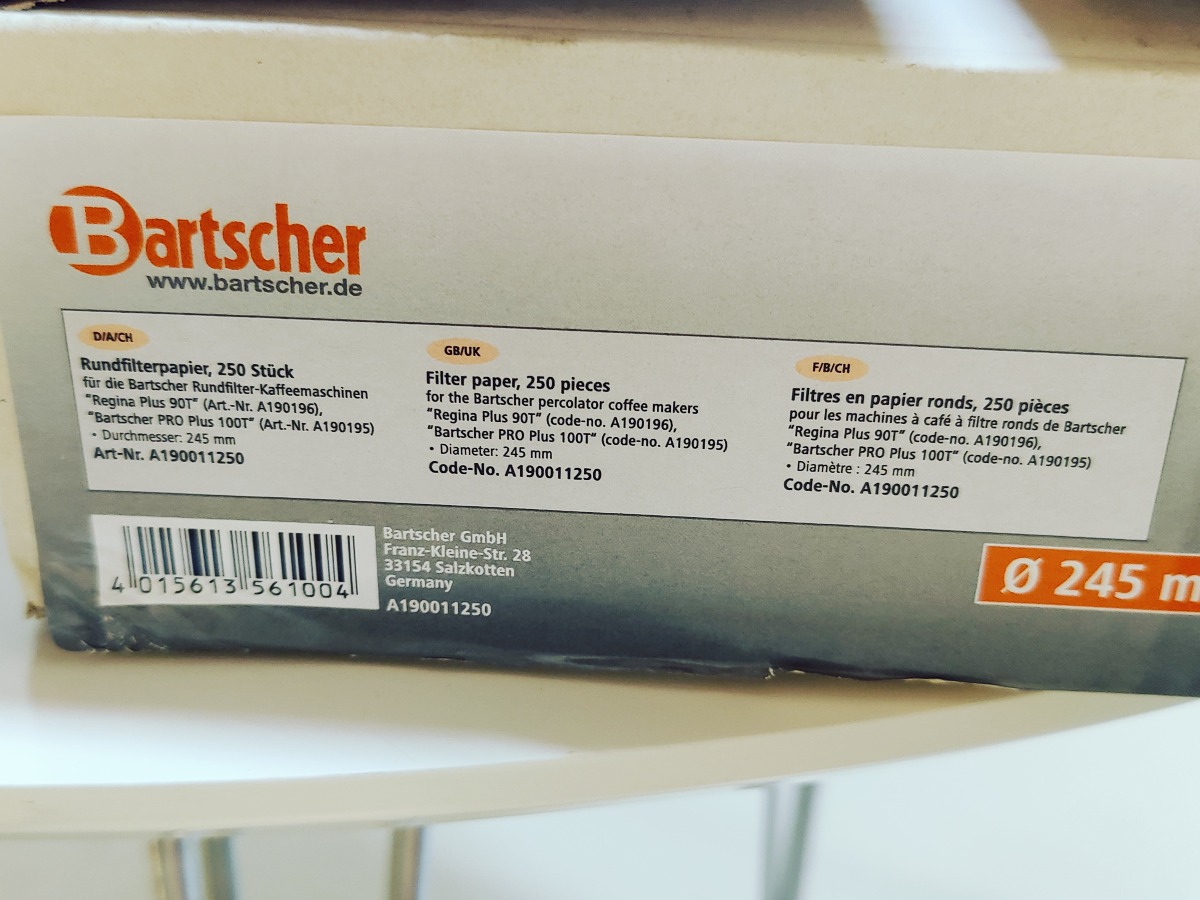 Bartscher
www.bartscher.de
D/A/CH
Rundfilterpapier, 250 Stück
für die Bartscher Rundfilter-Kaffeemaschinen
"Regina Plus 90T" (Art.-Nr. A190196),
"Bartscher PRO Plus 100T" (Art.-Nr. A190195)
• Durchmesser: 245 mm
Art-Nr. A190011250
GB/UK
Filter paper, 250 pieces
for the Bartscher percolator coffee makers
"Regina Plus 90T" (code-no. A190196),
"Bartscher PRO Plus 100T" (code-no. A190195)
• Diameter: 245 mm
Code-No. A190011250
F/B/CH
Filtres en papier ronds, 250 pièces
pour les machines à café à filtre ronds de Bartscher
"Regina Plus 90T" (code-no. A190196),
"Bartscher PRO Plus 100T" (code-no. A190195)
• Diamètre : 245 mm
Code-No. A190011250
4 015613 561004
Bartscher GmbH
Franz-Kleine-Str. 28
33154 Salzkotten
Germany
A190011250
Ø 245 m